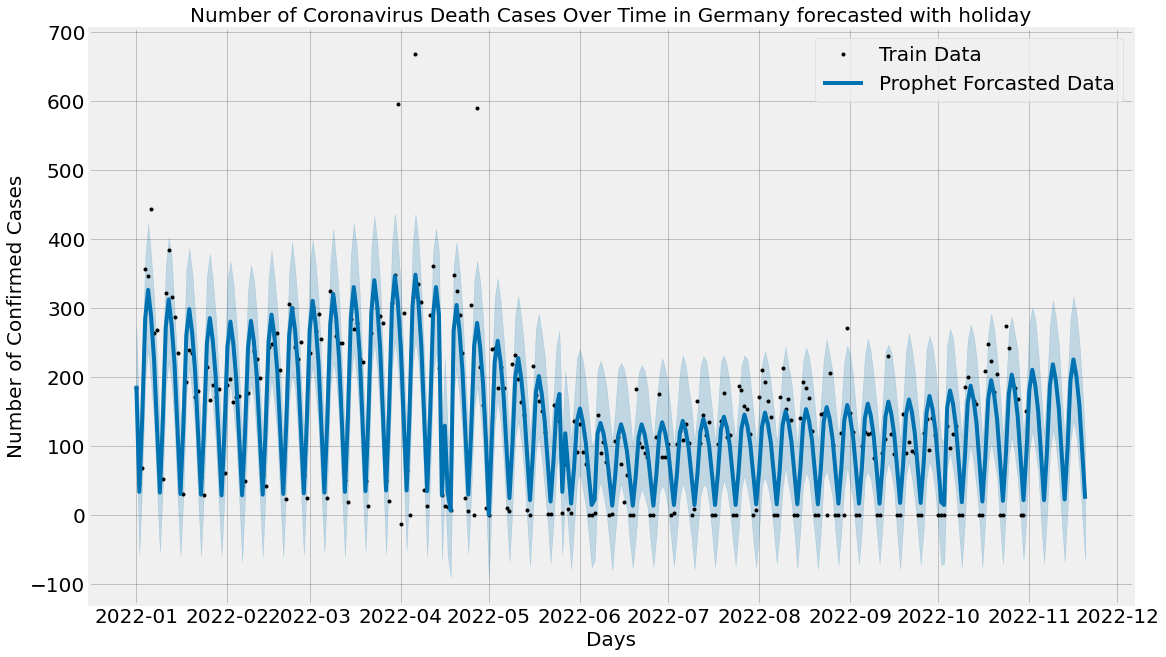 Number of Coronavirus Death Cases Over Time in Germany forecasted with holiday
Train Data
Prophet Forcasted Data
Number of Confirmed Cases
700
600
500
400
300
200
100
0
−100
2022-01 2022-02 2022-03 2022-04 2022-05 2022-06 2022-07 2022-08 2022-09 2022-10 2022-11 2022-12
Days